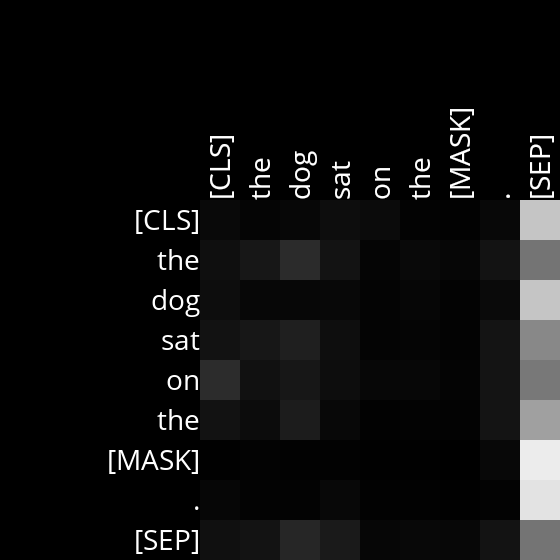 [CLS] the dog sat on the [MASK] . [SEP]
[CLS]
the
dog
sat
on
the
[MASK]
.
[SEP]